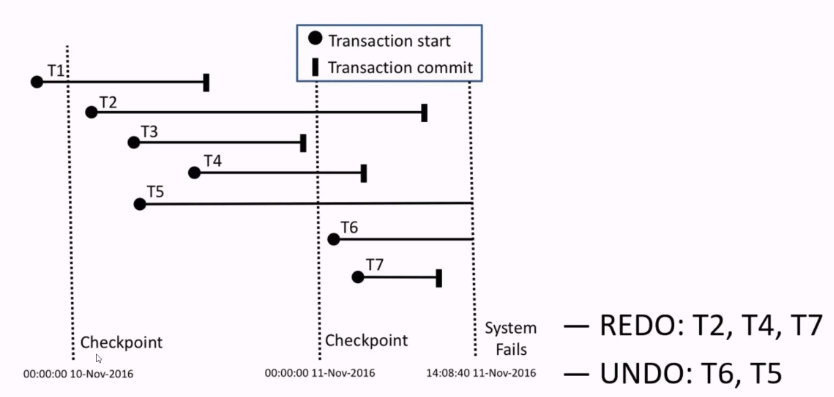 Transaction start
Transaction commit
T1
T2
T3
T4
T5
T6
T7
Checkpoint
Checkpoint
System
Fails
00:00:00 10-Nov-2016
00:00:00 11-Nov-2016
14:08:40 11-Nov-2016
— REDO: T2, T4, T7
— UNDO: T6, T5